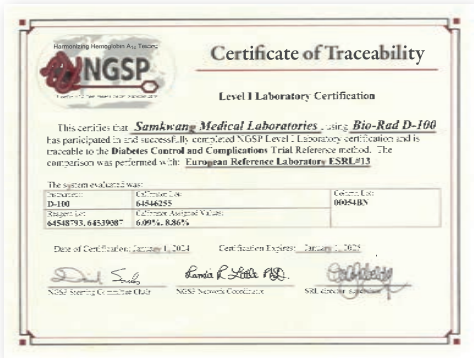 Harmonizing Hemoglobin A1c Testing
NGSP
Certificate of Traceability
Level I Laboratory Certification
This certifies that Samkwang Medical Laboratories, using Bio-Rad D-100
has participated in and successfully completed NGSP Level I Laboratory certification and is
traceable to the Diabetes Control and Complications Trial Reference method. The
comparison was performed with: European Reference Laboratory ESRL#13
The system evaluated was:
Instrument: Calibrator Lot: Column Lot:
D-100 64546255 00054BN
Reagent Lot: Calibrator Assigned Values:
64548793, 64539087 6.09%, 8.86%
Date of Certification: January 1, 2024 Certification Expires: January 1, 2025
NGSP Steering Committee Chair NGSP Network Coordinator SRL director